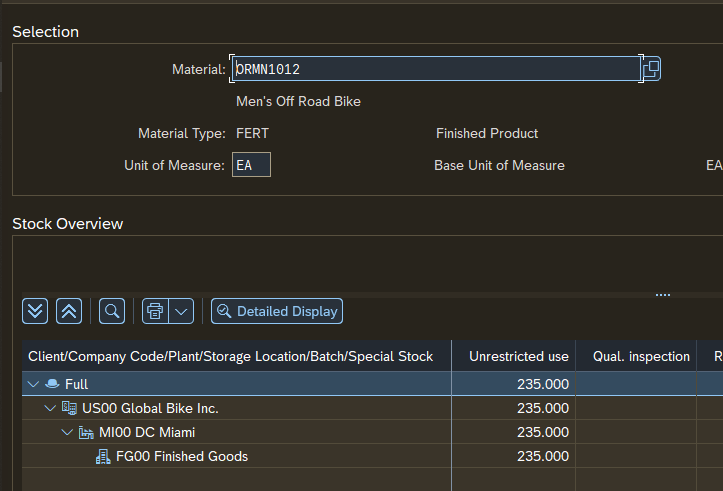 Selection
Material: ORMN1012
Men's Off Road Bike
Material Type: FERT Finished Product
Unit of Measure: EA Base Unit of Measure EA
Stock Overview
Detailed Display
Client/Company Code/Plant/Storage Location/Batch/Special Stock Unrestricted use Qual. inspection R
Full 235.000
US00 Global Bike Inc. 235.000
MI00 DC Miami 235.000
FG00 Finished Goods 235.000